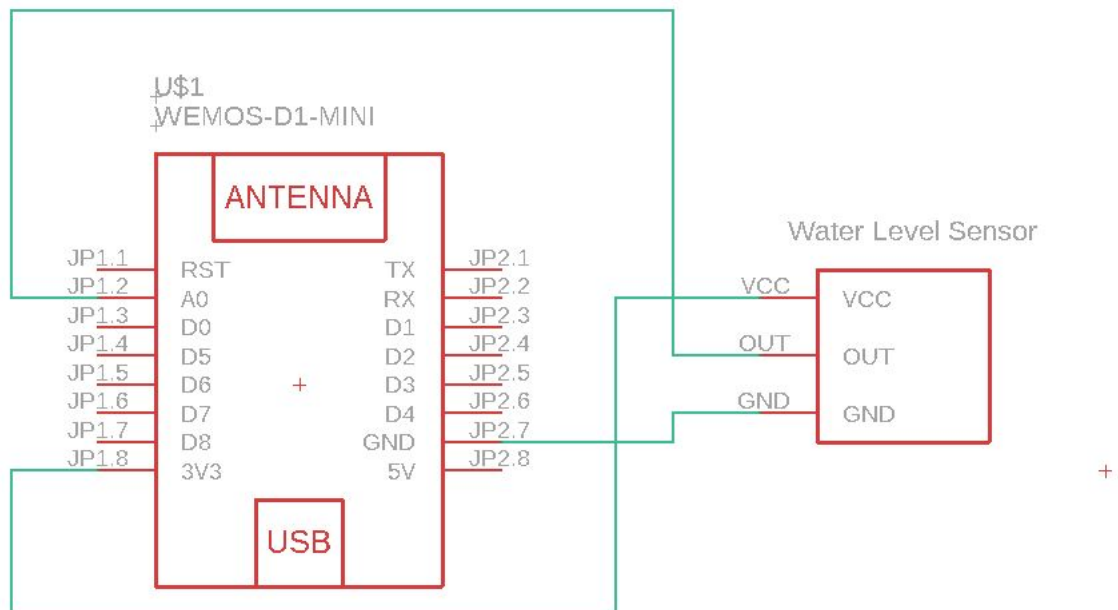 U$1
WEMOS-D1-MINI
ANTENNA
Water Level Sensor
JP1.1 RST TX JP2.1
JP1.2 A0 RX JP2.2 VCC VCC
JP1.3 D0 D1 JP2.3
JP1.4 D5 D2 JP2.4 OUT OUT
JP1.5 D6 D3 JP2.5
JP1.6 D7 D4 JP2.6 GND GND
JP1.7 D8 GND JP2.7
JP1.8 3V3 5V JP2.8
USB